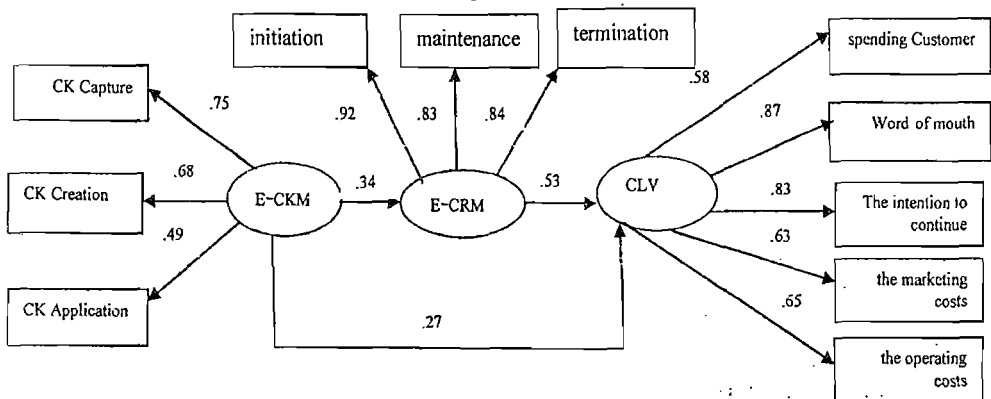 initiation
maintenance
termination
spending Customer
CK Capture
.75
.92
.83
.84
.58
.87
Word of mouth
CK Creation
.68
E-CKM
.34
E-CRM
.53
CLV
.83
The intention to
continue
.49
.63
CK Application
the marketing
costs
.27
.65
the operating
costs